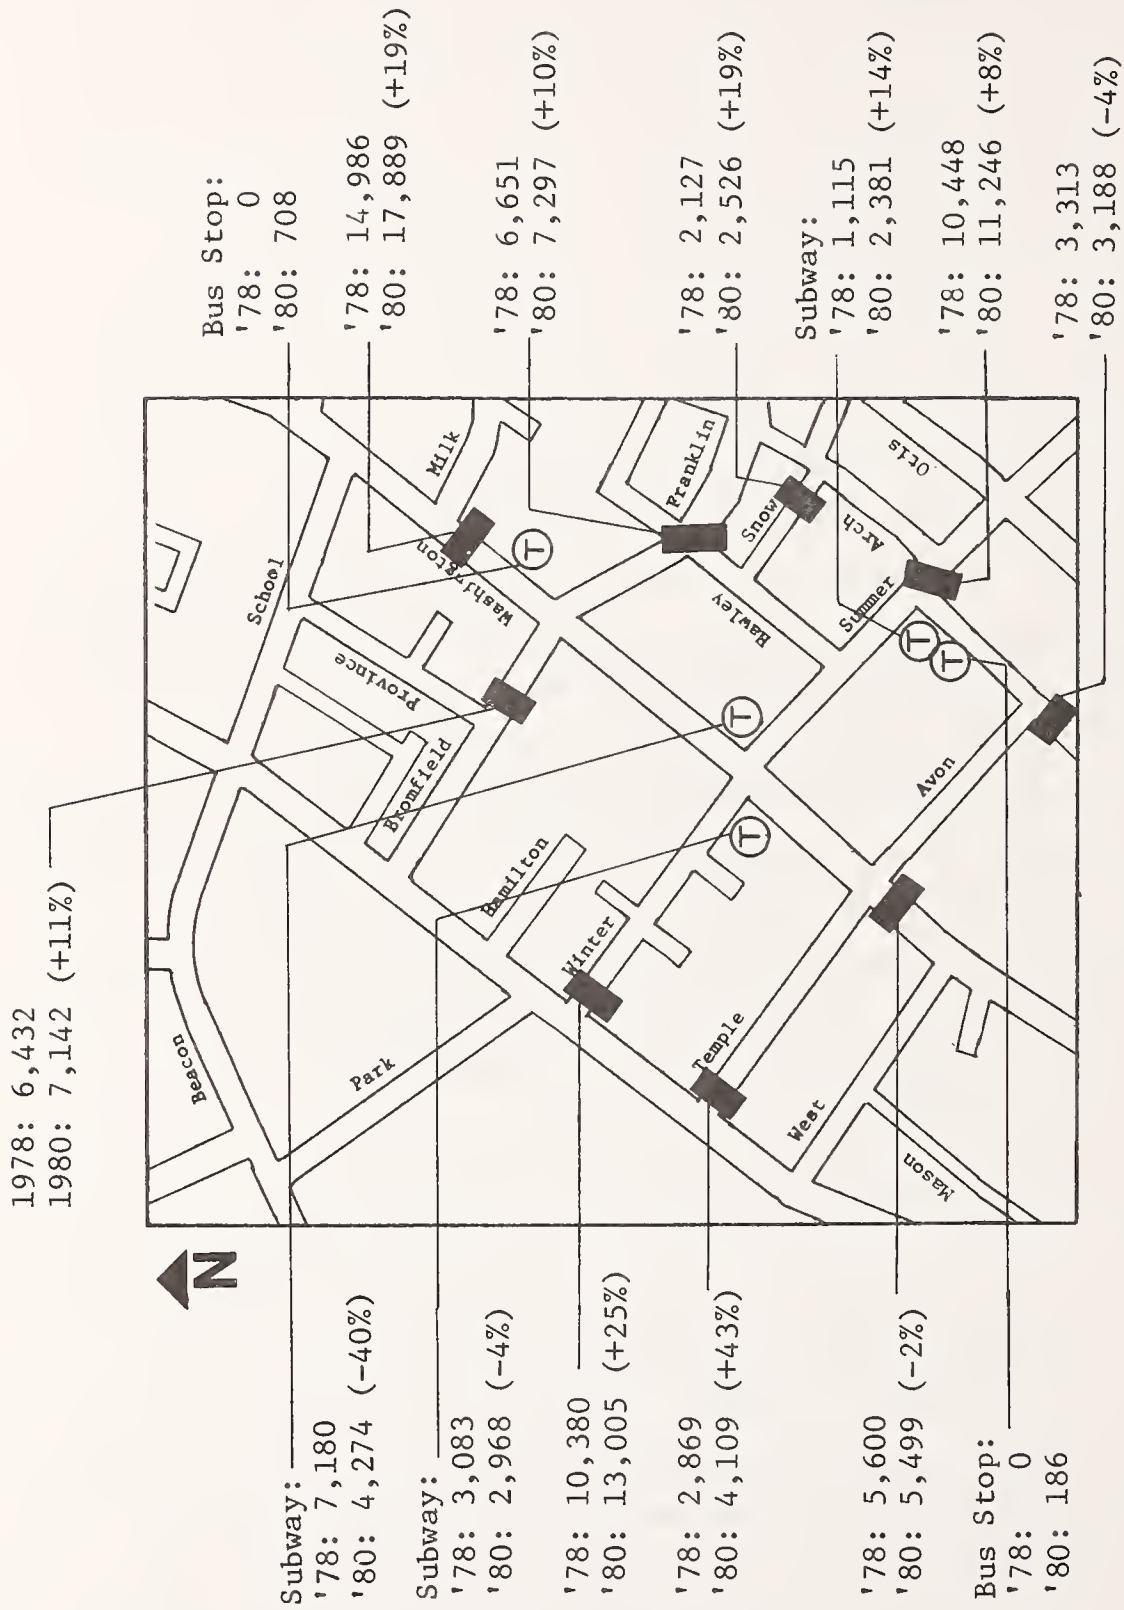 1978: 6,432
1980: 7,142 (+11%)
Subway:
'78: 7,180
'80: 4,274 (-40%)
Subway:
'78: 3,083
'80: 2,968 (-4%)
'78: 10,380
'80: 13,005 (+25%)
'78: 2,869
'80: 4,109 (+43%)
'78: 5,600
'80: 5,499 (-2%)
Bus Stop:
'78: 0
'80: 186
N
Beacon
Park
School
Province
Bromfield
Hamilton
Winter
Temple
West
Mason
Washington
Milk
T
Franklin
Snow
Hawley
Arch
Summer
Otis
T
T
T
T
Avon
Bus Stop:
'78: 0
'80: 708
'78: 14,986
'80: 17,889 (+19%)
'78: 6,651
'80: 7,297 (+10%)
'78: 2,127
'80: 2,526 (+19%)
Subway:
'78: 1,115
'80: 2,381 (+14%)
'78: 10,448
'80: 11,246 (+8%)
'78: 3,313
'80: 3,188 (-4%)